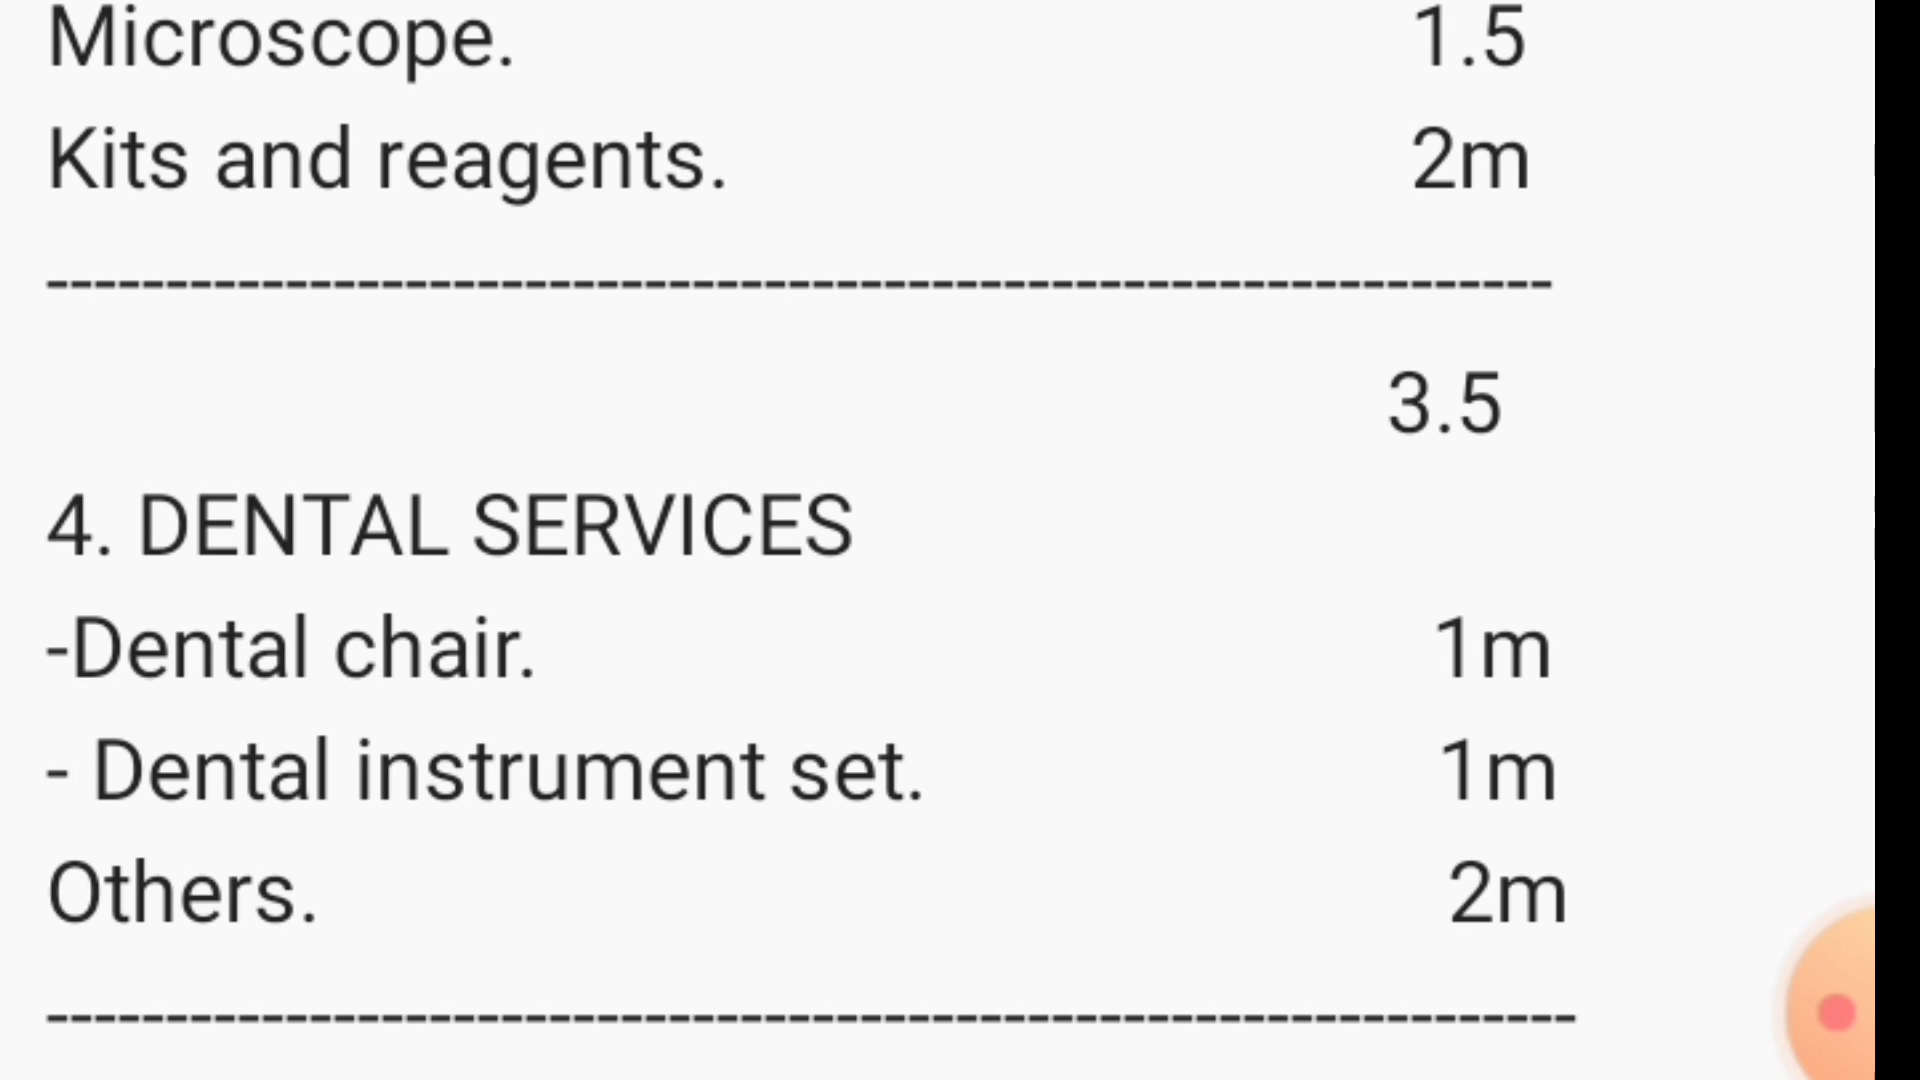 Microscope. 1.5
Kits and reagents. 2m
---------------------------------------------------------------
3.5
4. DENTAL SERVICES
-Dental chair. 1m
- Dental instrument set. 1m
Others. 2m
----------------------------------------------------------------